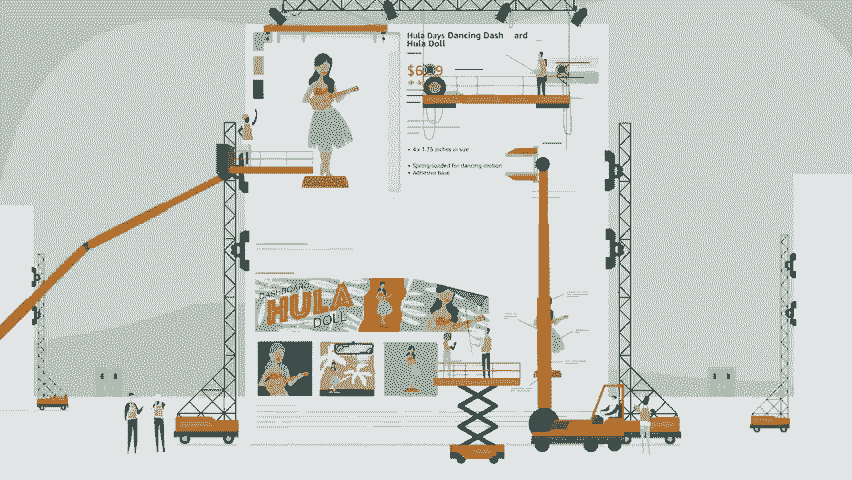 Hula Days Dancing Dash and
Hula Doll
4 x 1.75 inches in size
Spring-loaded for dancing motion
Adhesive base
DASHBOARD
HULA
DOLL